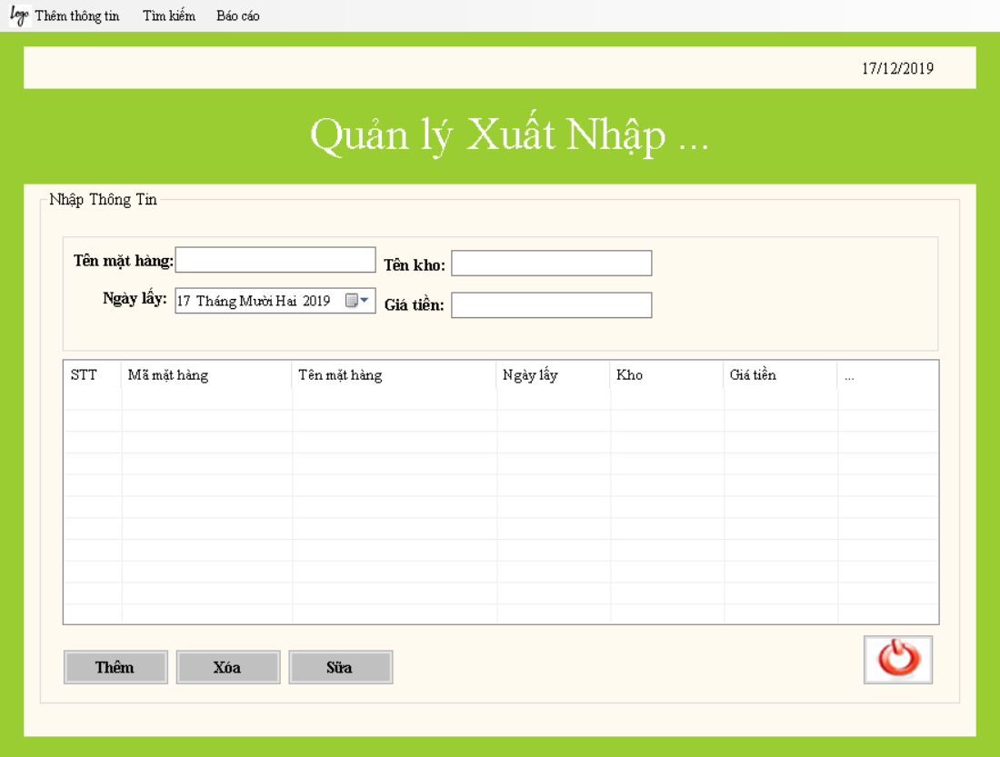 Logo Thêm thông tin Tìm kiếm Báo cáo
17/12/2019
Quản lý Xuất Nhập ...
Nhập Thông Tin
Tên mặt hàng: Tên kho:
Ngày lấy: 17 Tháng Mười Hai 2019 Giá tiền:
STT Mã mặt hàng Tên mặt hàng Ngày lấy Kho Giá tiền ...
Thêm Xóa Sữa